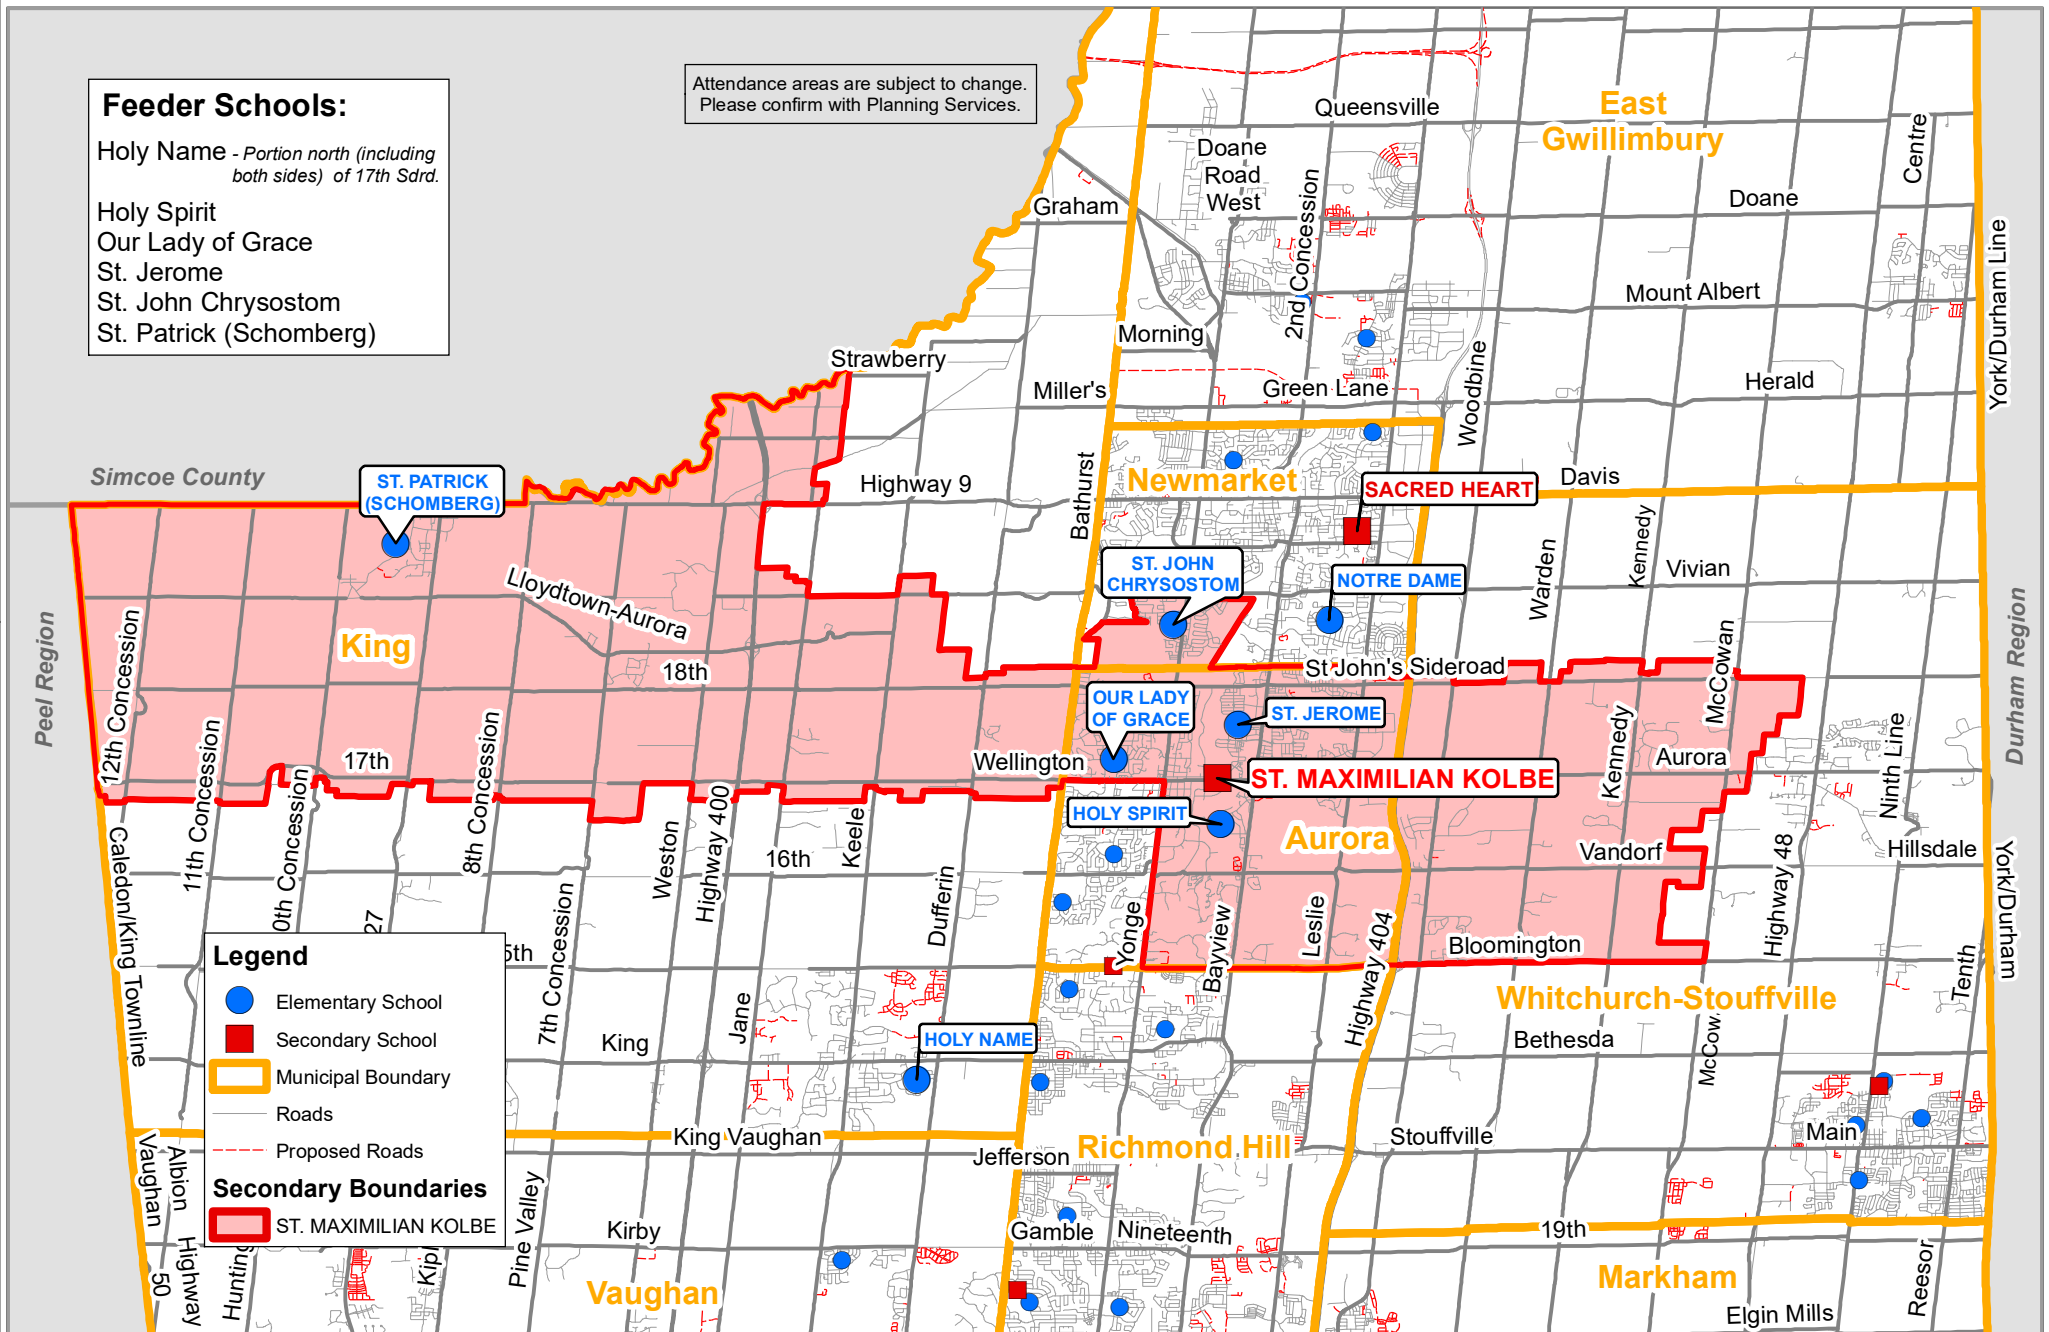 Feeder Schools:
Holy Name - Portion north (including
both sides) of 17th Sdrd.
Holy Spirit
Our Lady of Grace
St. Jerome
St. John Chrysostom
St. Patrick (Schomberg)
Attendance areas are subject to change.
Please confirm with Planning Services.
Queensville
East
Gwillimbury
Centre
Doane
Road
West
Graham
2nd Concession
Doane
York/Durham Line
Mount Albert
Morning
Strawberry
Miller's
Green Lane
Woodbine
Herald
Simcoe County
ST. PATRICK
(SCHOMBERG)
Highway 9
Bathurst
Newmarket
SACRED HEART
Davis
Kennedy
Warden
Vivian
ST. JOHN
CHRYSOSTOM
NOTRE DAME
Lloydtown-Aurora
King
18th
Peel Region
Durham Region
12th Concession
St John's Sideroad
McCowan
OUR LADY
OF GRACE
ST. JEROME
Kennedy
Aurora
Ninth Line
11th Concession
17th
8th Concession
Wellington
ST. MAXIMILIAN KOLBE
HOLY SPIRIT
Aurora
Vandorf
Hillsdale
Caledon/King Townline
0th Concession
27
Weston
Highway 400
16th
Keele
Dufferin
Highway 48
York/Durham
Yonge
Bayview
Leslie
Highway 404
Bloomington
Tenth
5th
7th Concession
Jane
King
HOLY NAME
Whitchurch-Stouffville
Bethesda
McCow
Legend
Elementary School
Secondary School
Municipal Boundary
Roads
Proposed Roads
Secondary Boundaries
ST. MAXIMILIAN KOLBE
King Vaughan
Jefferson
Richmond Hill
Stouffville
Main
Vaughan
Albion
Pine Valley
Kirby
Gamble
Nineteenth
19th
50
Highway
Hunting
Kipl
Vaughan
Markham
Elgin Mills
Reesor